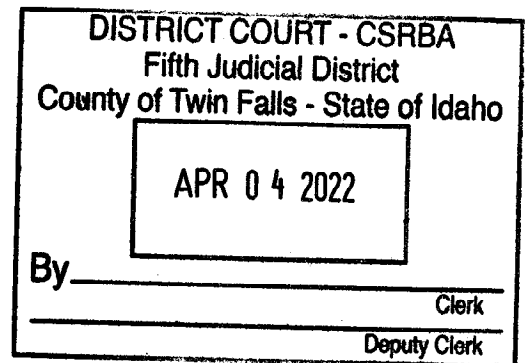 DISTRICT COURT - CSRBA
Fifth Judicial District
County of Twin Falls - State of Idaho
APR 04 2022
By
Clerk
Deputy Clerk